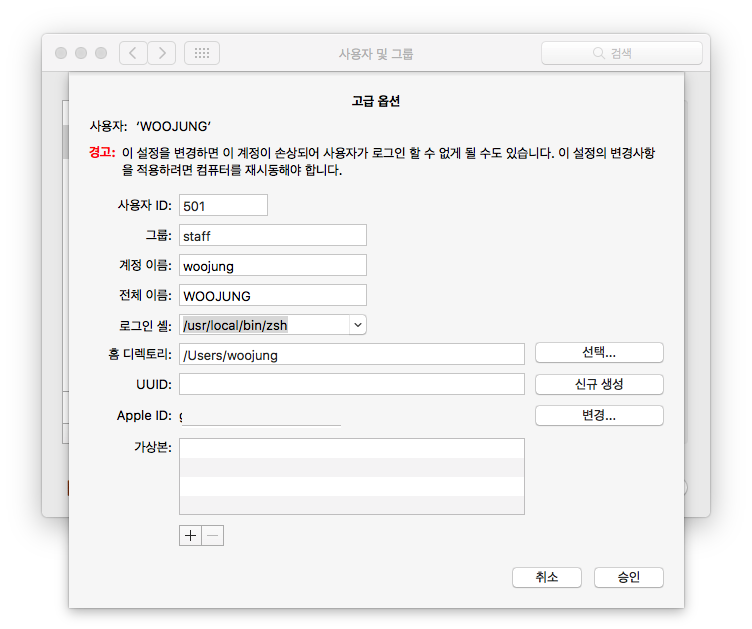 사용자 및 그룹
검색
고급 옵션
사용자: ‘WOOJUNG’
경고: 이 설정을 변경하면 이 계정이 손상되어 사용자가 로그인 할 수 없게 될 수도 있습니다. 이 설정의 변경사항
을 적용하려면 컴퓨터를 재시동해야 합니다.
사용자 ID: 501
그룹: staff
계정 이름: woojung
전체 이름: WOOJUNG
로그인 셸: /usr/local/bin/zsh
홈 디렉토리: /Users/woojung 선택...
UUID: 신규 생성
Apple ID: 변경...
가상본:
취소 승인